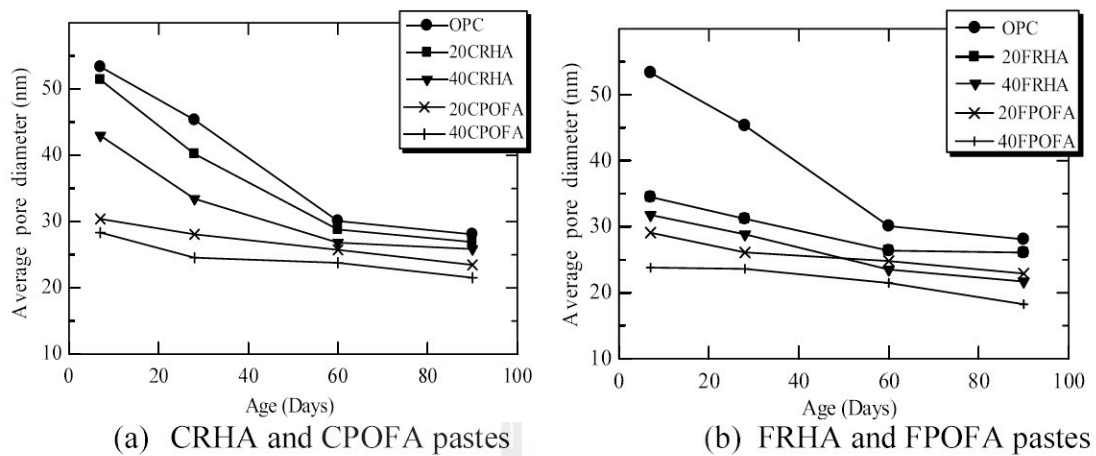 OPC
20CRHA
40CRHA
20CPOFA
40CPOFA
Average pore diameter (nm)
50
40
30
20
10
0 20 40 60 80 100
Age (Days)
(a) CRHA and CPOFA pastes
OPC
20FRHA
40FRHA
20FPOFA
40FPOFA
Average pore diameter (nm)
50
40
30
20
10
0 20 40 60 80 100
Age (Days)
(b) FRHA and FPOFA pastes